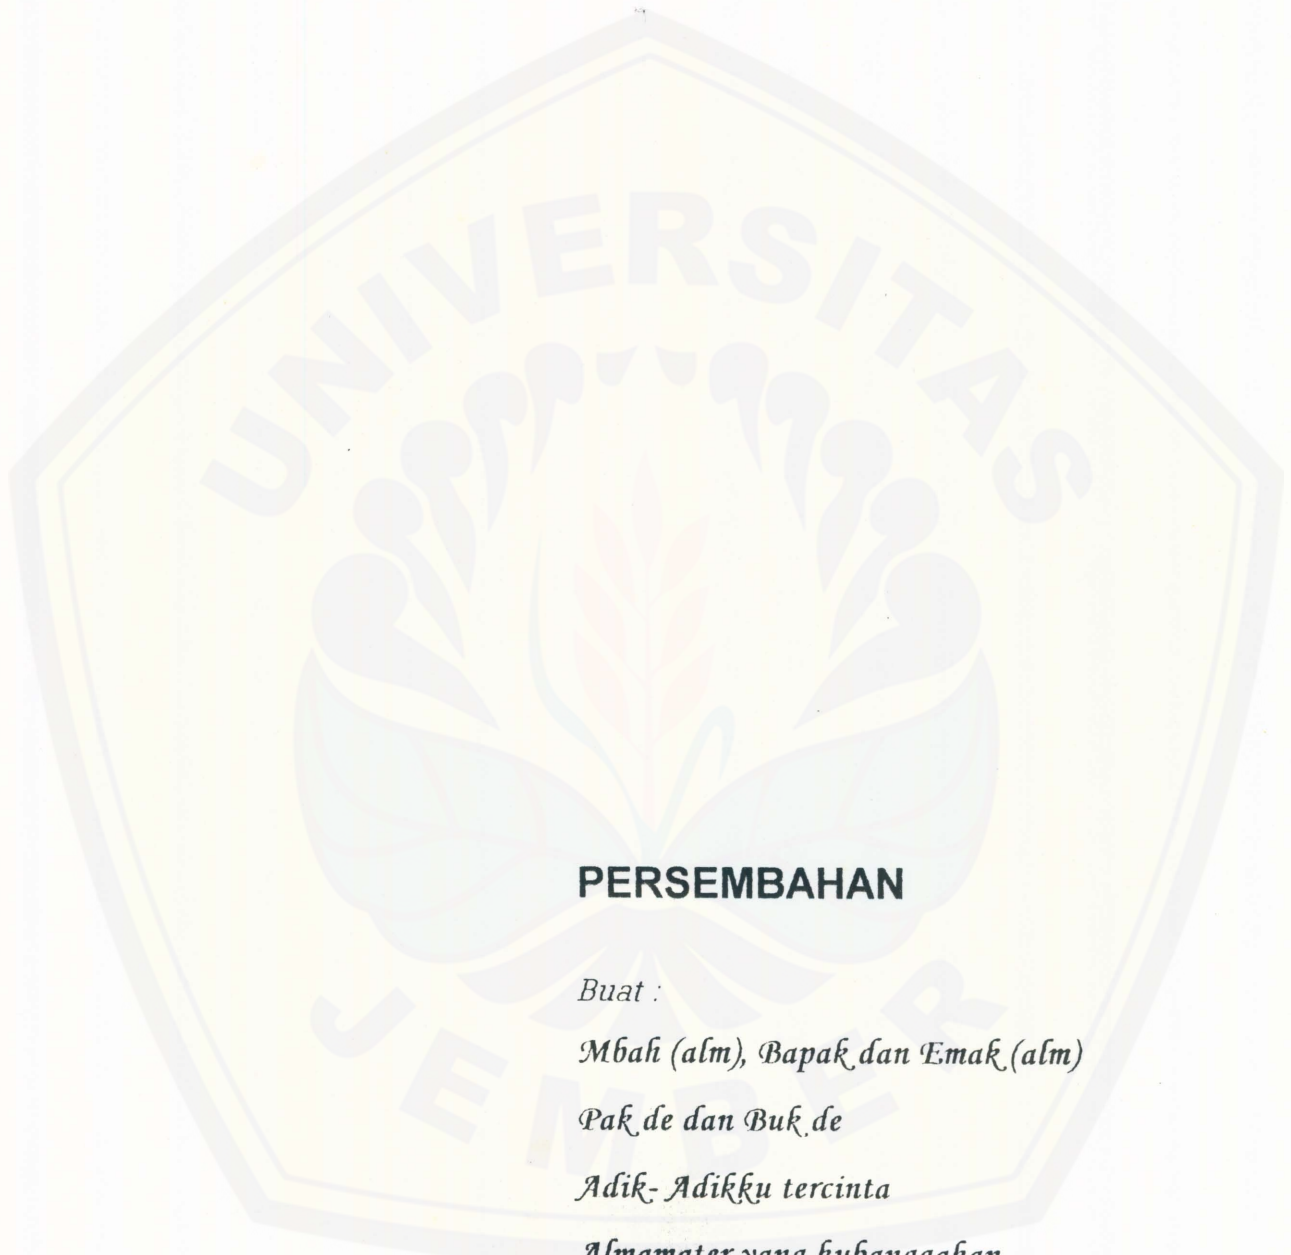 UNIVERSITAS
JEMBER
PERSEMBAHAN
Buat :
Mbah (alm), Bapak dan Emak (alm)
Pak de dan Buk de
Adik- Adikku tercinta
Almamater yang kubanggakan